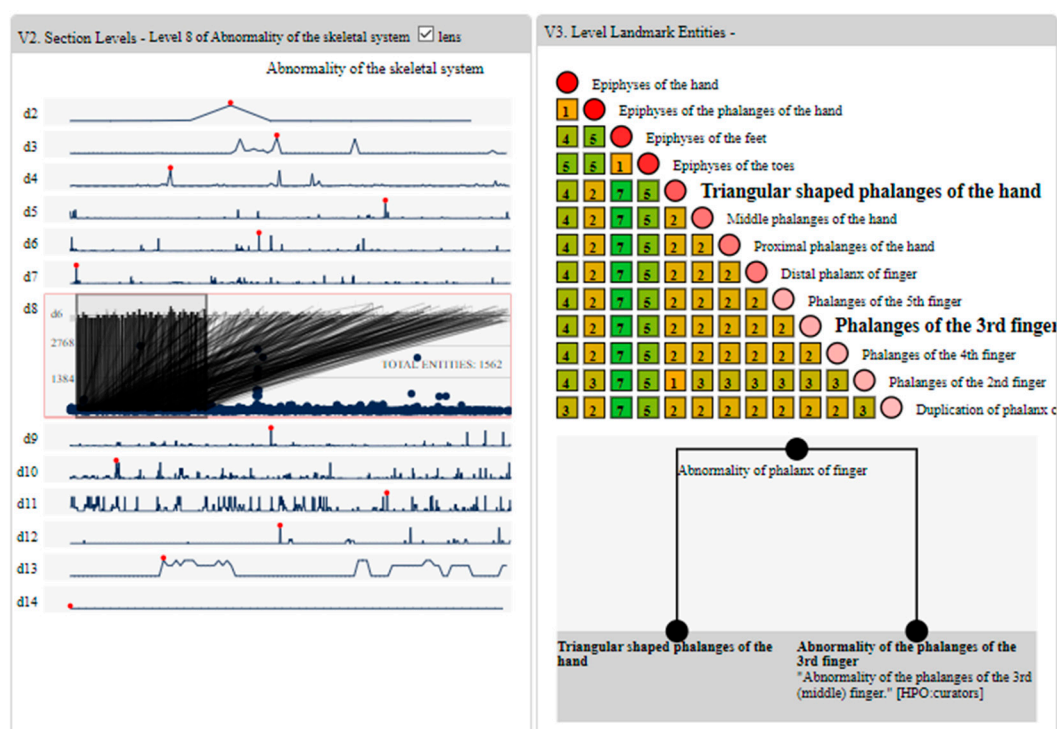 V2. Section Levels - Level 8 of Abnormality of the skeletal system lens
Abnormality of the skeletal system
d2
d3
d4
d5
d6
d7
d8
d6
2768
TOTAL ENTITIES: 1562
1384
d9
d10
d11
d12
d13
d14
V3. Level Landmark Entities -
Epiphyses of the hand
1 Epiphyses of the phalanges of the hand
4 5 Epiphyses of the feet
5 5 1 Epiphyses of the toes
4 2 7 5 Triangular shaped phalanges of the hand
4 2 7 5 2 Middle phalanges of the hand
4 2 7 5 2 2 Proximal phalanges of the hand
4 2 7 5 2 2 2 Distal phalanx of finger
4 2 7 5 2 2 2 2 Phalanges of the 5th finger
4 2 7 5 2 2 2 2 2 Phalanges of the 3rd finger
4 2 7 5 2 2 2 2 2 2 Phalanges of the 4th finger
4 3 7 5 1 3 3 3 3 3 3 Phalanges of the 2nd finger
3 2 7 5 2 2 2 2 2 2 2 3 Duplication of phalanx
Abnormality of phalanx of finger
Triangular shaped phalanges of the
hand
Abnormality of the phalanges of the
3rd finger
"Abnormality of the phalanges of the 3rd
(middle) finger." [HPO:curators]